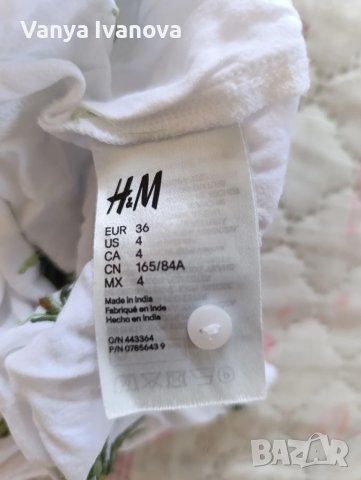 Vanya Ivanova
H&M
EUR 36
US 4
CA 4
CN 165/84A
MX 4
Made in India
Fabriqué en Inde
Hecho en India
O/N 443364
P/N 0785643 9
bazar